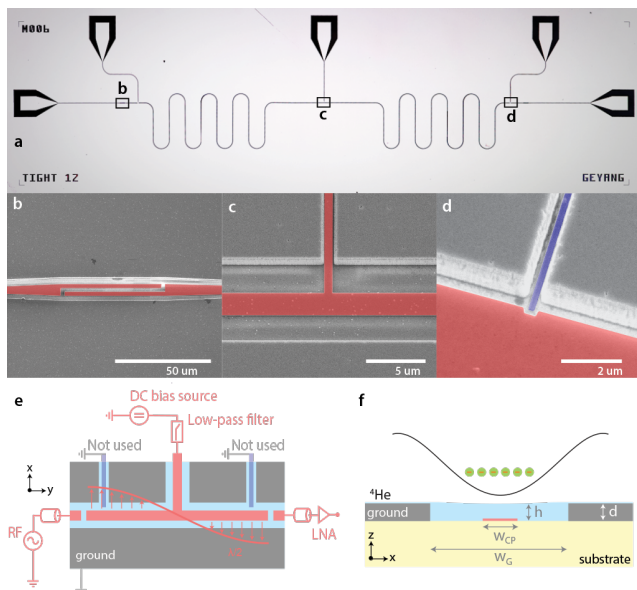 M006
b
c
d
a
TIGHT 12
GEYANG
b
c
d
50 um
5 um
2 um
e
DC bias source
Low-pass filter
Not used
Not used
x
y
RF
LNA
ground
f
⁴He
ground
h
d
W_CP
W_G
z
x
substrate